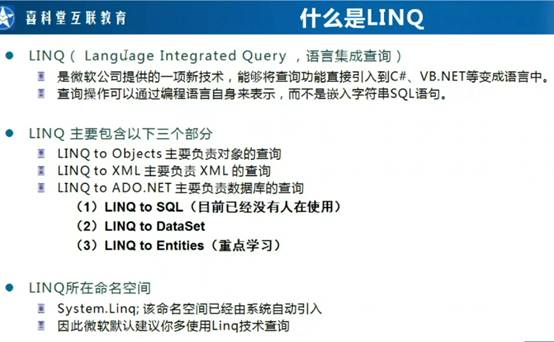 喜科堂互联教育
什么是LINQ
LINQ（ Language Integrated Query ，语言集成查询）
是微软公司提供的一项新技术，能够将查询功能直接引入到C#、VB.NET等变成语言中。
查询操作可以通过编程语言自身来表示，而不是嵌入字符串SQL语句。
LINQ 主要包含以下三个部分
LINQ to Objects 主要负责对象的查询
LINQ to XML 主要负责 XML 的查询
LINQ to ADO.NET 主要负责数据库的查询
（1）LINQ to SQL（目前已经没有人在使用）
（2）LINQ to DataSet
（3）LINQ to Entities（重点学习）
LINQ所在命名空间
System.Linq; 该命名空间已经由系统自动引入
因此微软默认建议你多使用Linq技术查询